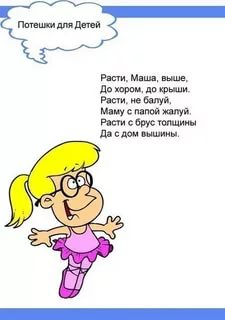 Потешки для Детей
Расти, Маша, выше,
До хором, до крыши.
Расти, не балуй,
Маму с папой жалуй.
Расти с брус толщины
Да с дом вышины.